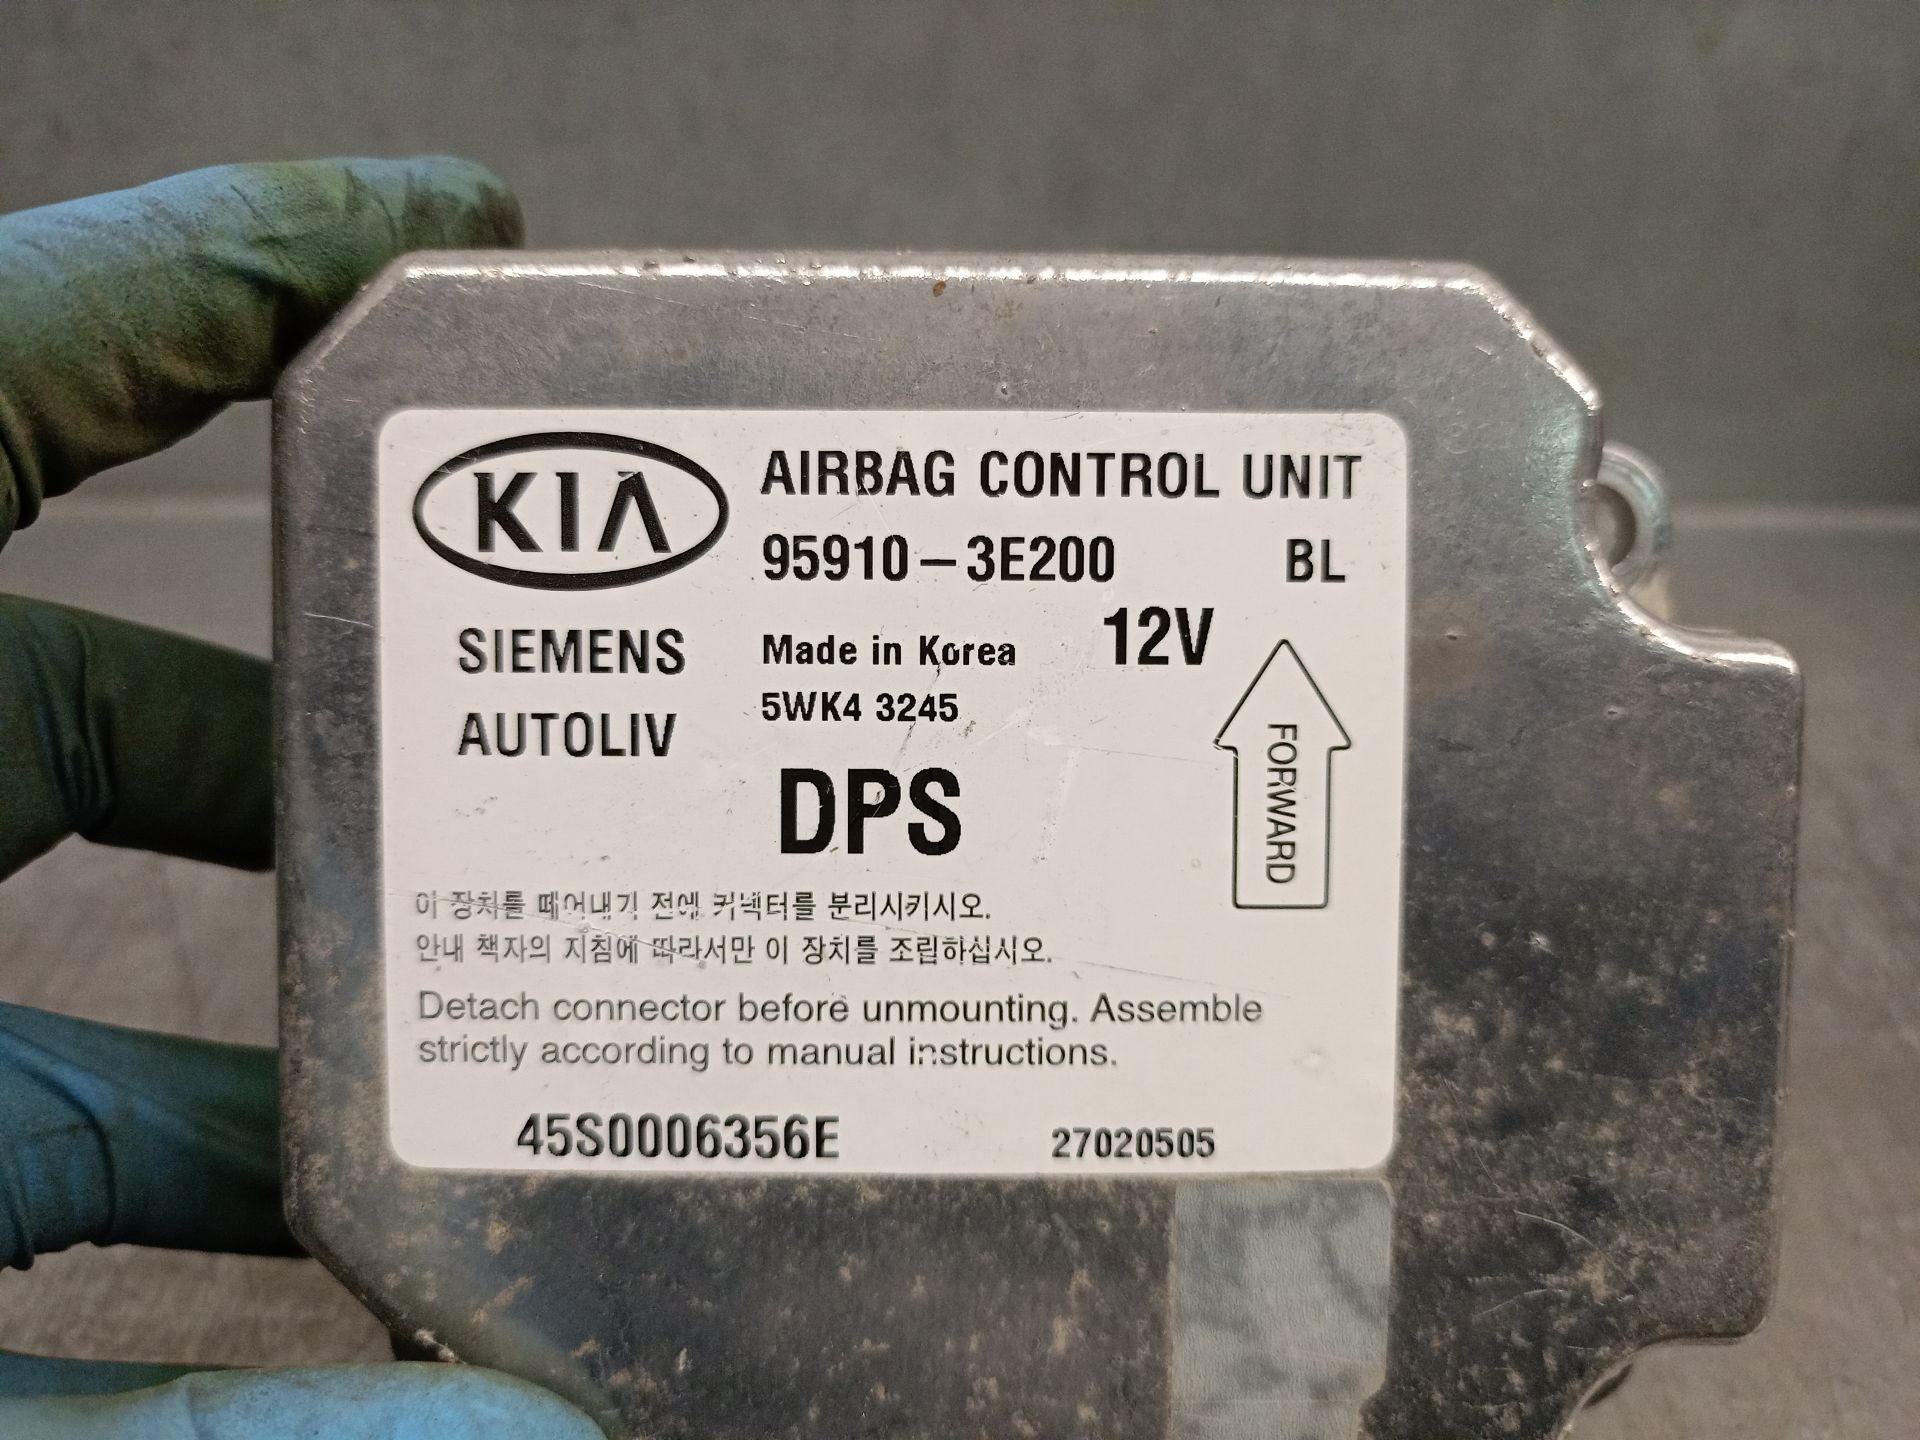 KIA
AIRBAG CONTROL UNIT
95910-3E200 BL
SIEMENS
AUTOLIV
Made in Korea 12V
5WK4 3245
DPS
FORWARD
이 장치를 떼어내기 전에 커넥터를 분리시키시오.
안내 책자의 지침에 따라서만 이 장치를 조립하십시오.
Detach connector before unmounting. Assemble
strictly according to manual instructions.
45S0006356E 27020505